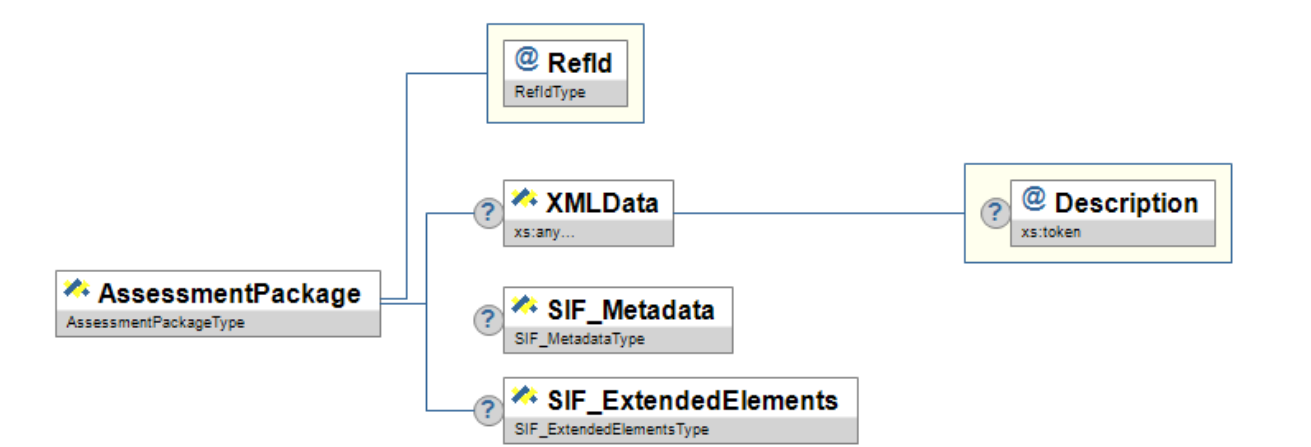 @ RefId
RefIdType
? XMLData
xs:any...
? @ Description
xs:token
AssessmentPackage
AssessmentPackageType
? SIF_Metadata
SIF_MetadataType
? SIF_ExtendedElements
SIF_ExtendedElementsType